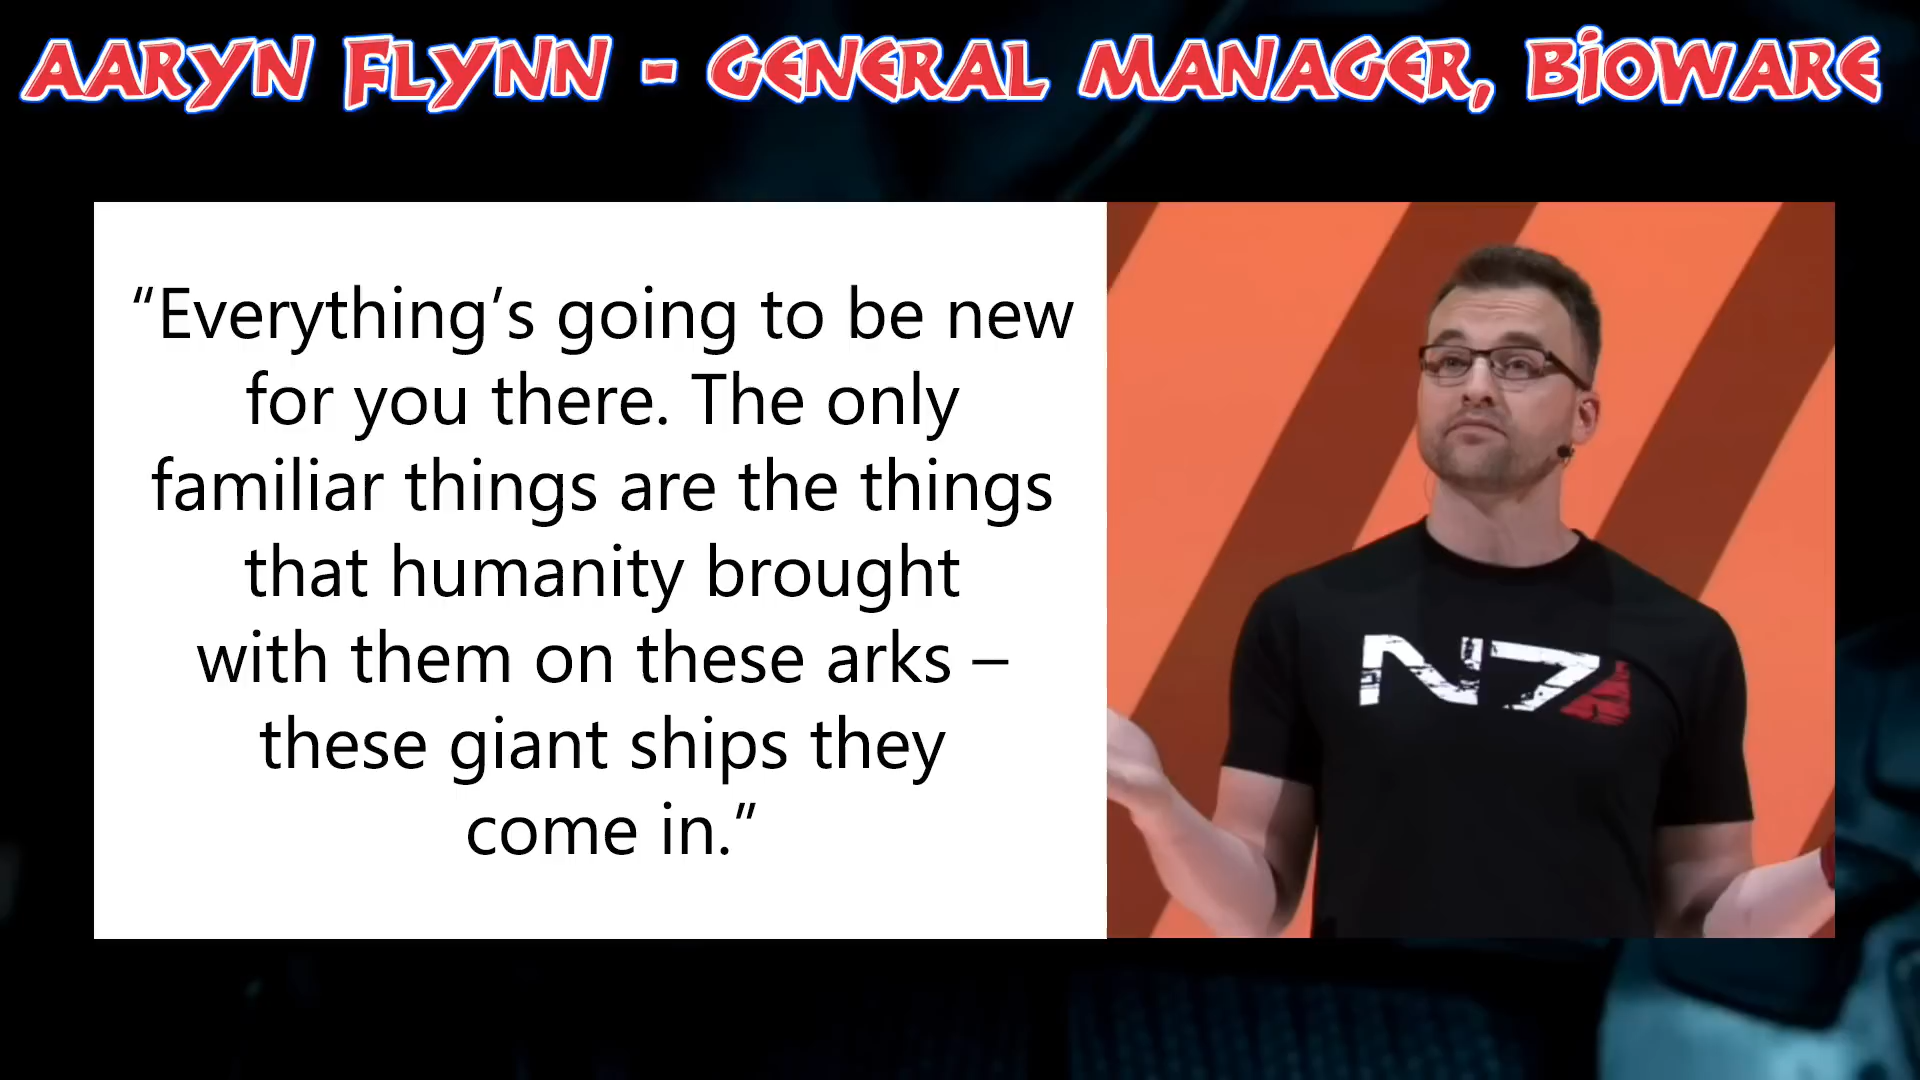 AARYN FLYNN - GENERAL MANAGER, BIOWARE
“Everything’s going to be new
for you there. The only
familiar things are the things
that humanity brought
with them on these arks –
these giant ships they
come in.”
N7